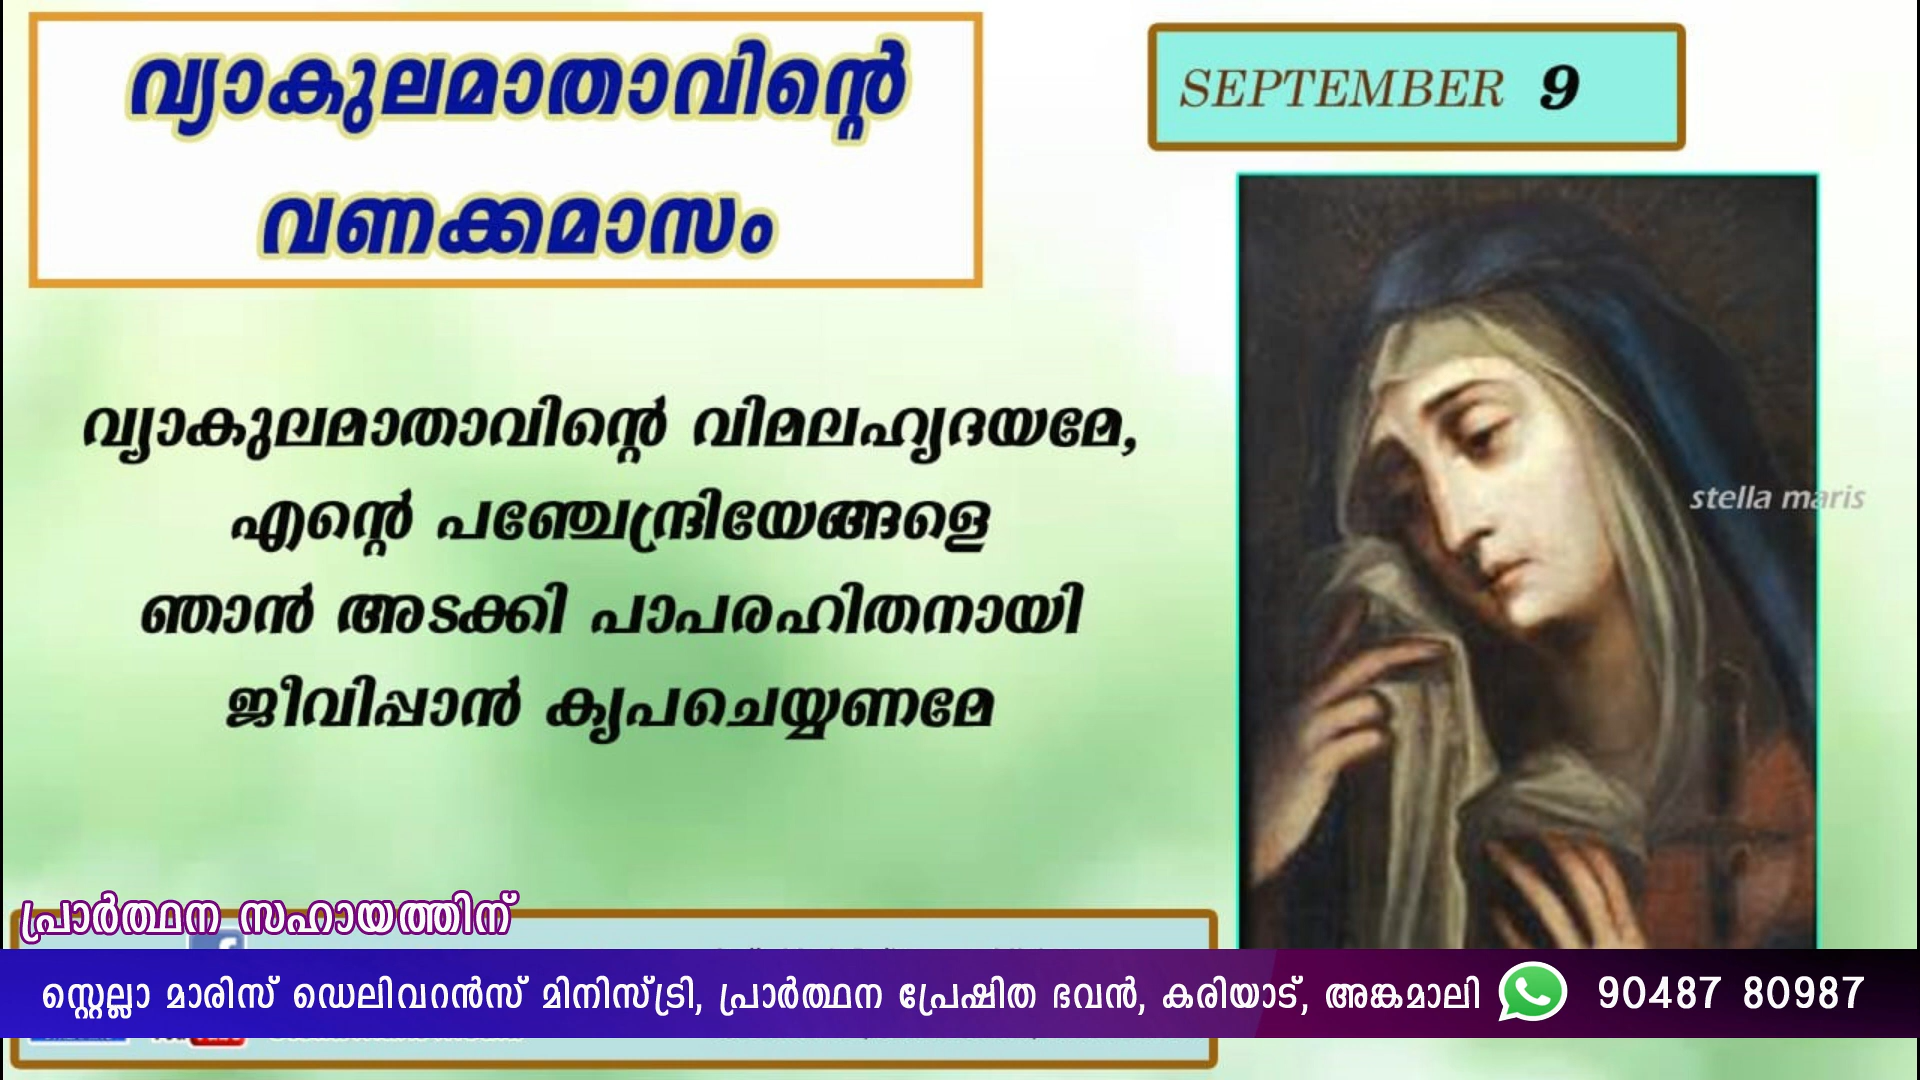 വ്യാകുലമാതാവിന്റെ
വണക്കമാസം
SEPTEMBER 9
വ്യാകുലമാതാവിന്റെ വിമലഹൃദയമേ,
എന്റെ പഞ്ചേന്ദ്രിയേങ്ങളെ
ഞാൻ അടക്കി പാപരഹിതനായി
ജീവിപ്പാൻ കൃപചെയ്യണമേ
stella maris
പ്രാർത്ഥന സഹായത്തിന്
സ്റ്റെല്ലാ മാരിസ് ഡെലിവറൻസ് മിനിസ്ട്രി, പ്രാർത്ഥന പ്രേഷിത ഭവൻ, കരിയാട്, അങ്കമാലി 90487 80987